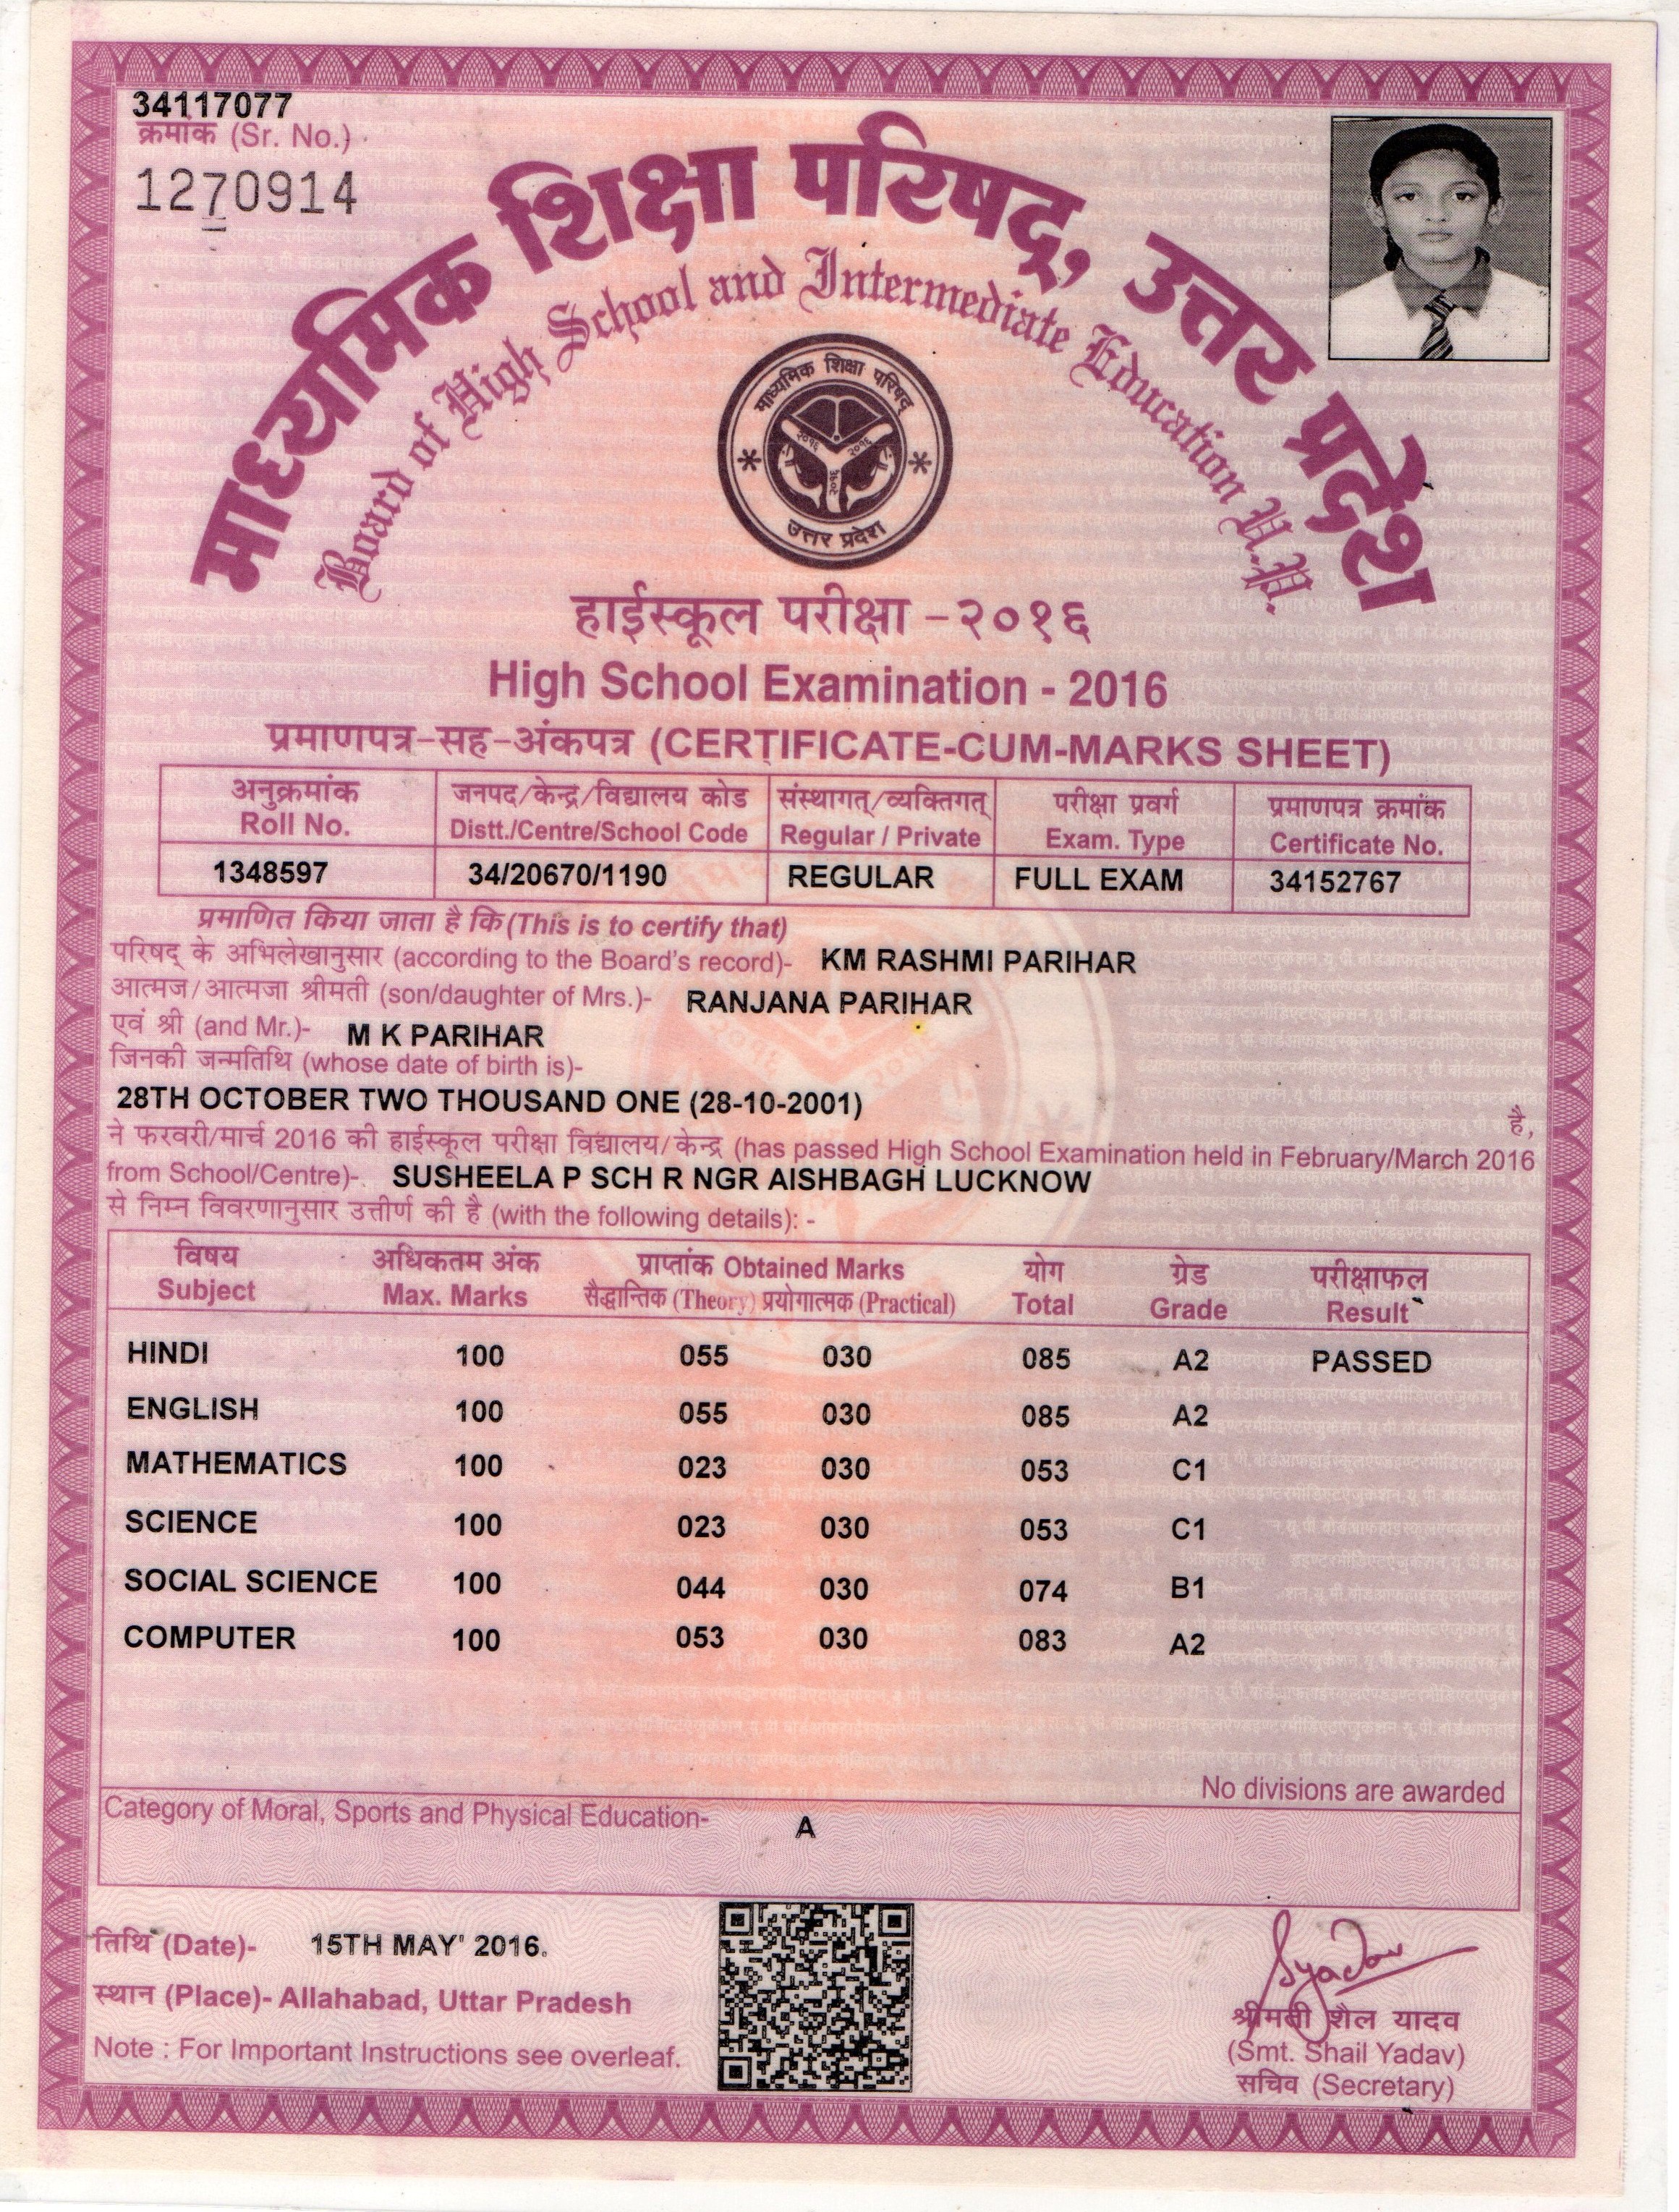 34117077
क्रमांक (Sr. No.)
1270914
माध्यमिक शिक्षा परिषद्, उत्तर प्रदेश
Board of High School and Intermediate Education U.P.
माध्यमिक शिक्षा परिषद्
२०१६ २०१६
२०१६
उत्तर प्रदेश
हाईस्कूल परीक्षा -२०१६
High School Examination - 2016
प्रमाणपत्र-सह-अंकपत्र (CERTIFICATE-CUM-MARKS SHEET)
अनुक्रमांक जनपद/केन्द्र/विद्यालय कोड संस्थागत्/व्यक्तिगत् परीक्षा प्रवर्ग प्रमाणपत्र क्रमांक
Roll No. Distt./Centre/School Code Regular / Private Exam. Type Certificate No.
1348597 34/20670/1190 REGULAR FULL EXAM 34152767
प्रमाणित किया जाता है कि (This is to certify that)
परिषद् के अभिलेखानुसार (according to the Board's record)- KM RASHMI PARIHAR
आत्मज/आत्मजा श्रीमती (son/daughter of Mrs.)- RANJANA PARIHAR
एवं श्री (and Mr.)- M K PARIHAR
जिनकी जन्मतिथि (whose date of birth is)-
28TH OCTOBER TWO THOUSAND ONE (28-10-2001) है,
ने फरवरी/मार्च 2016 की हाईस्कूल परीक्षा विद्यालय/केन्द्र (has passed High School Examination held in February/March 2016
from School/Centre)-. SUSHEELA P SCH R NGR AISHBAGH LUCKNOW
से निम्न विवरणानुसार उत्तीर्ण की है (with the following details): -
विषय अधिकतम अंक प्राप्तांक Obtained Marks योग ग्रेड परीक्षाफल
Subject Max. Marks सैद्धान्तिक (Theory) प्रयोगात्मक (Practical) Total Grade Result
HINDI 100 055 030 085 A2 PASSED
ENGLISH 100 055 030 085 A2
MATHEMATICS 100 023 030 053 C1
SCIENCE 100 023 030 053 C1
SOCIAL SCIENCE 100 044 030 074 B1
COMPUTER 100 053 030 083 A2
No divisions are awarded
Category of Moral, Sports and Physical Education- A
तिथि (Date)- 15TH MAY' 2016.
स्थान (Place)- Allahabad, Uttar Pradesh
Note : For Important Instructions see overleaf.
Syadav
श्रीमती शैल यादव
(Smt. Shail Yadav)
सचिव (Secretary)